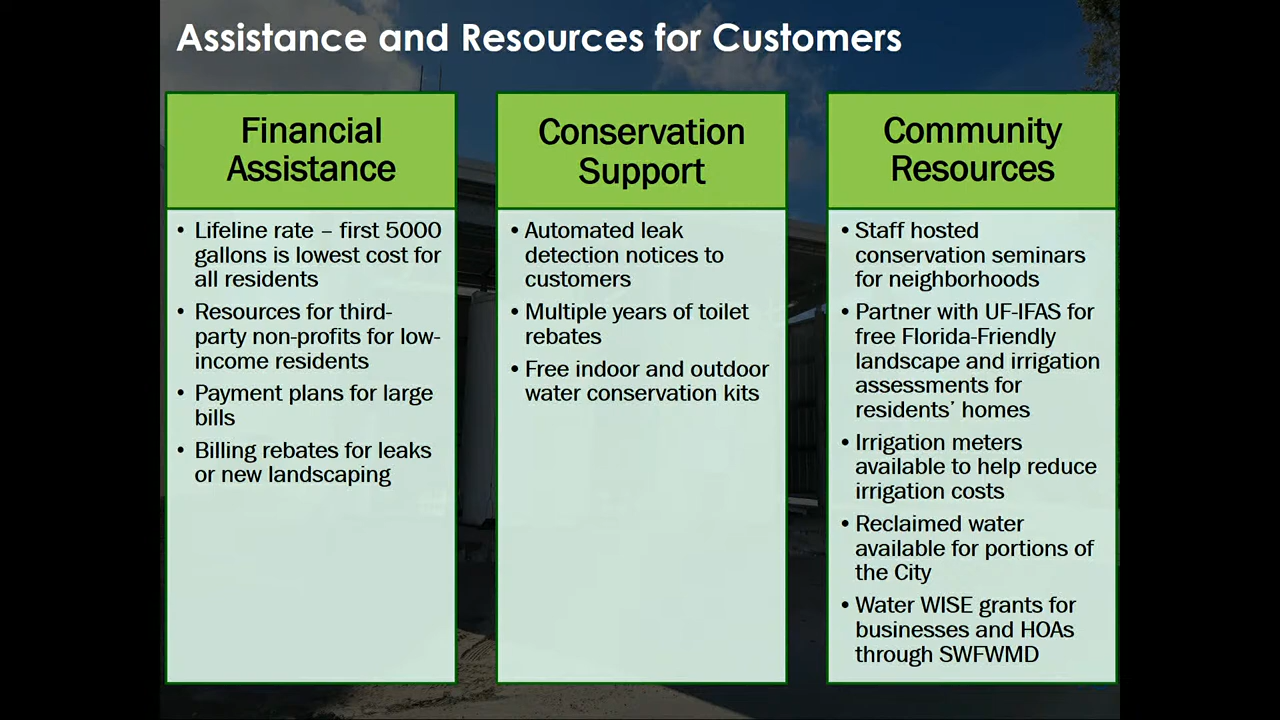 Assistance and Resources for Customers
Financial
Assistance
• Lifeline rate – first 5000
gallons is lowest cost for
all residents
• Resources for third-
party non-profits for low-
income residents
• Payment plans for large
bills
• Billing rebates for leaks
or new landscaping
Conservation
Support
• Automated leak
detection notices to
customers
• Multiple years of toilet
rebates
• Free indoor and outdoor
water conservation kits
Community
Resources
• Staff hosted
conservation seminars
for neighborhoods
• Partner with UF-IFAS for
free Florida-Friendly
landscape and irrigation
assessments for
residents’ homes
• Irrigation meters
available to help reduce
irrigation costs
• Reclaimed water
available for portions of
the City
• Water WISE grants for
businesses and HOAs
through SWFWMD